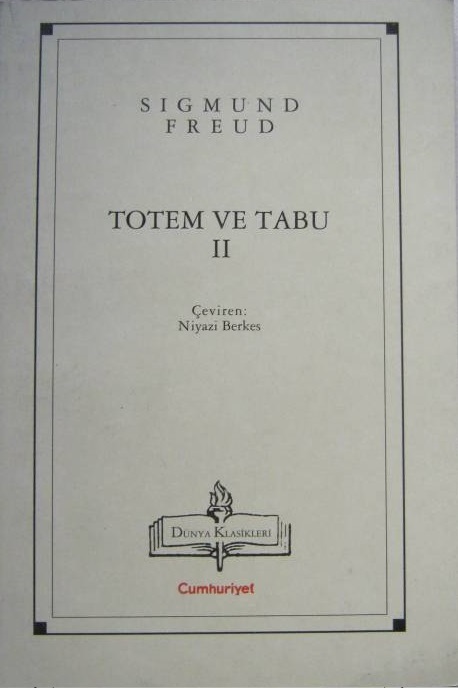 SIGMUND
FREUD
TOTEM VE TABU
II
Çeviren:
Niyazi Berkes
DÜNYA KLASİKLERİ
Cumhuriyet